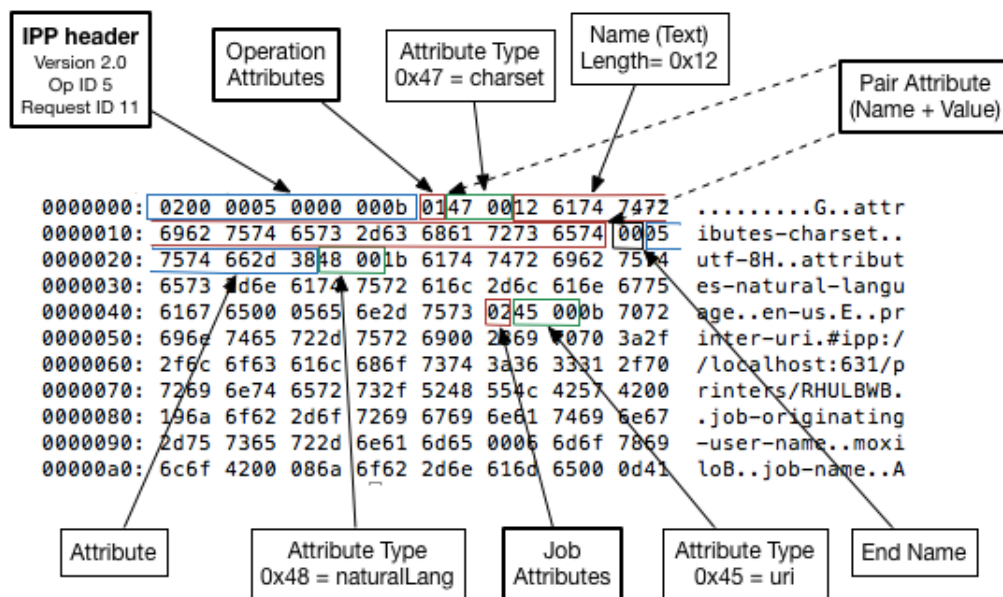 IPP header
Version 2.0
Op ID 5
Request ID 11
Operation
Attributes
Attribute Type
0x47 = charset
Name (Text)
Length= 0x12
Pair Attribute
(Name + Value)
0000000: 0200 0005 0000 000b 0147 0012 6174 7472 .........G..attr
0000010: 6962 7574 6573 2d63 6861 7273 6574 0005 ibutes-charset..
0000020: 7574 662d 3848 001b 6174 7472 6962 7574 utf-8H..attribut
0000030: 6573 2d6e 6174 7572 616c 2d6c 616e 6775 es-natural-langu
0000040: 6167 6500 0565 6e2d 7573 0245 000b 7072 age..en-us.E..pr
0000050: 696e 7465 722d 7572 6900 2369 7070 3a2f inter-uri.#ipp:/
0000060: 2f6c 6f63 616c 686f 7374 3a36 3331 2f70 /localhost:631/p
0000070: 7269 6e74 6572 732f 5248 554c 4257 4200 rinters/RHULBWB.
0000080: 196a 6f62 2d6f 7269 6769 6e61 7469 6e67 .job-originating
0000090: 2d75 7365 722d 6e61 6d65 0006 6d6f 7869 -user-name..moxi
00000a0: 6c6f 4200 086a 6f62 2d6e 616d 6500 0d41 loB..job-name..A
Attribute
Attribute Type
0x48 = naturalLang
Job
Attributes
Attribute Type
0x45 = uri
End Name